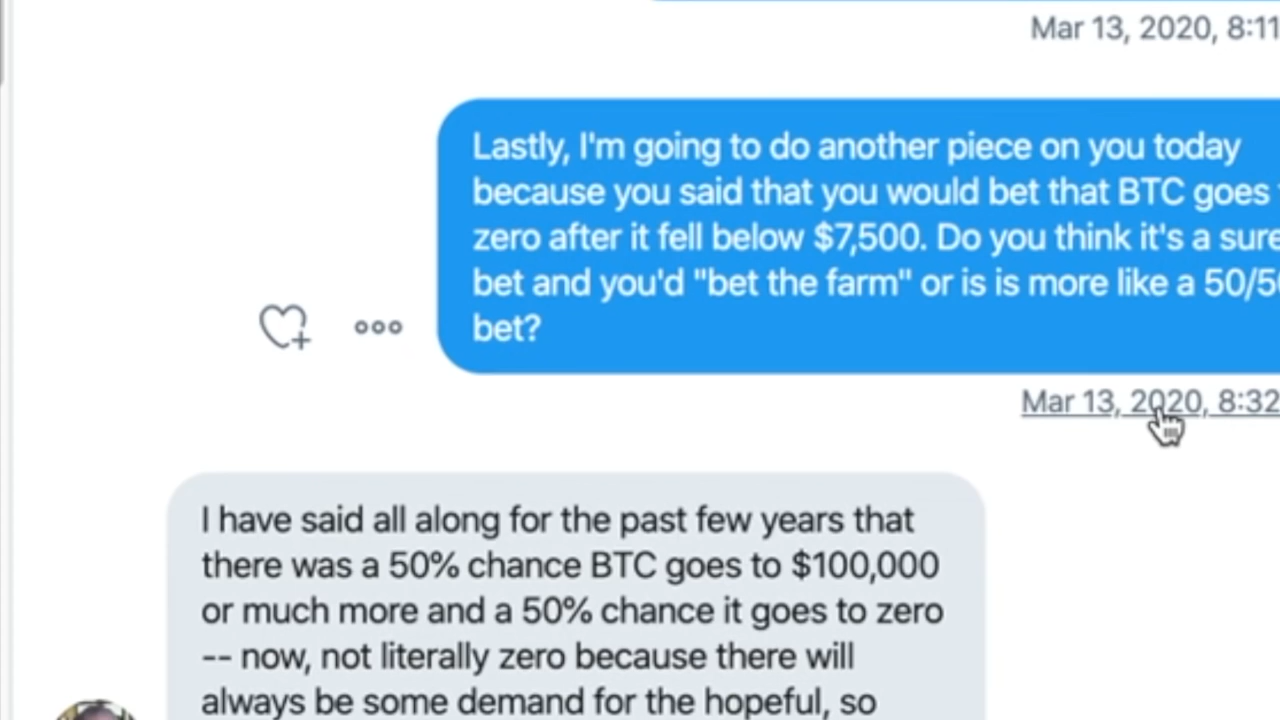 Mar 13, 2020, 8:11
Lastly, I'm going to do another piece on you today
because you said that you would bet that BTC goes
zero after it fell below $7,500. Do you think it's a sure
bet and you'd "bet the farm" or is is more like a 50/50
bet?
Mar 13, 2020, 8:32
I have said all along for the past few years that
there was a 50% chance BTC goes to $100,000
or much more and a 50% chance it goes to zero
-- now, not literally zero because there will
always be some demand for the hopeful, so